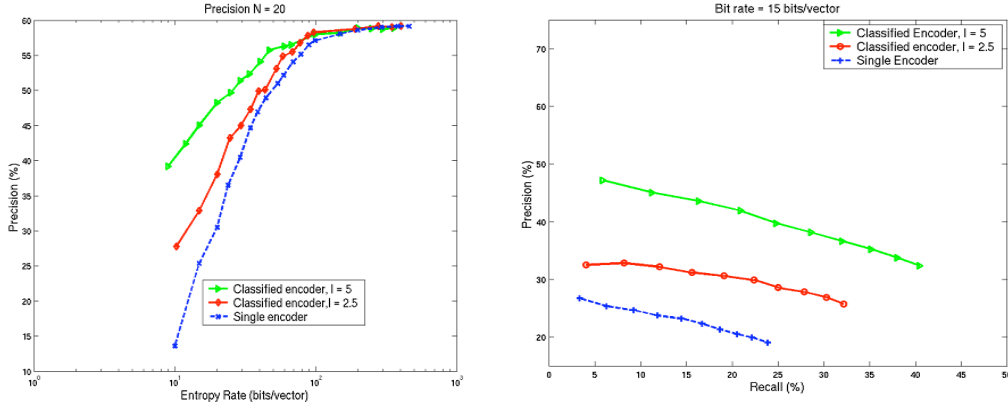 Precision N = 20
Precision (%)
60
55
50
45
40
35
30
25
20
15
10
Classified encoder, I = 5
Classified encoder,I = 2.5
Single encoder
10^0
10^1
10^2
10^3
Entropy Rate (bits/vector)
Bit rate = 15 bits/vector
Precision (%)
70
60
50
40
30
20
Classified Encoder, I = 5
Classified encoder, I = 2.5
Single Encoder
0
5
10
15
20
25
30
35
40
45
50
Recall (%)